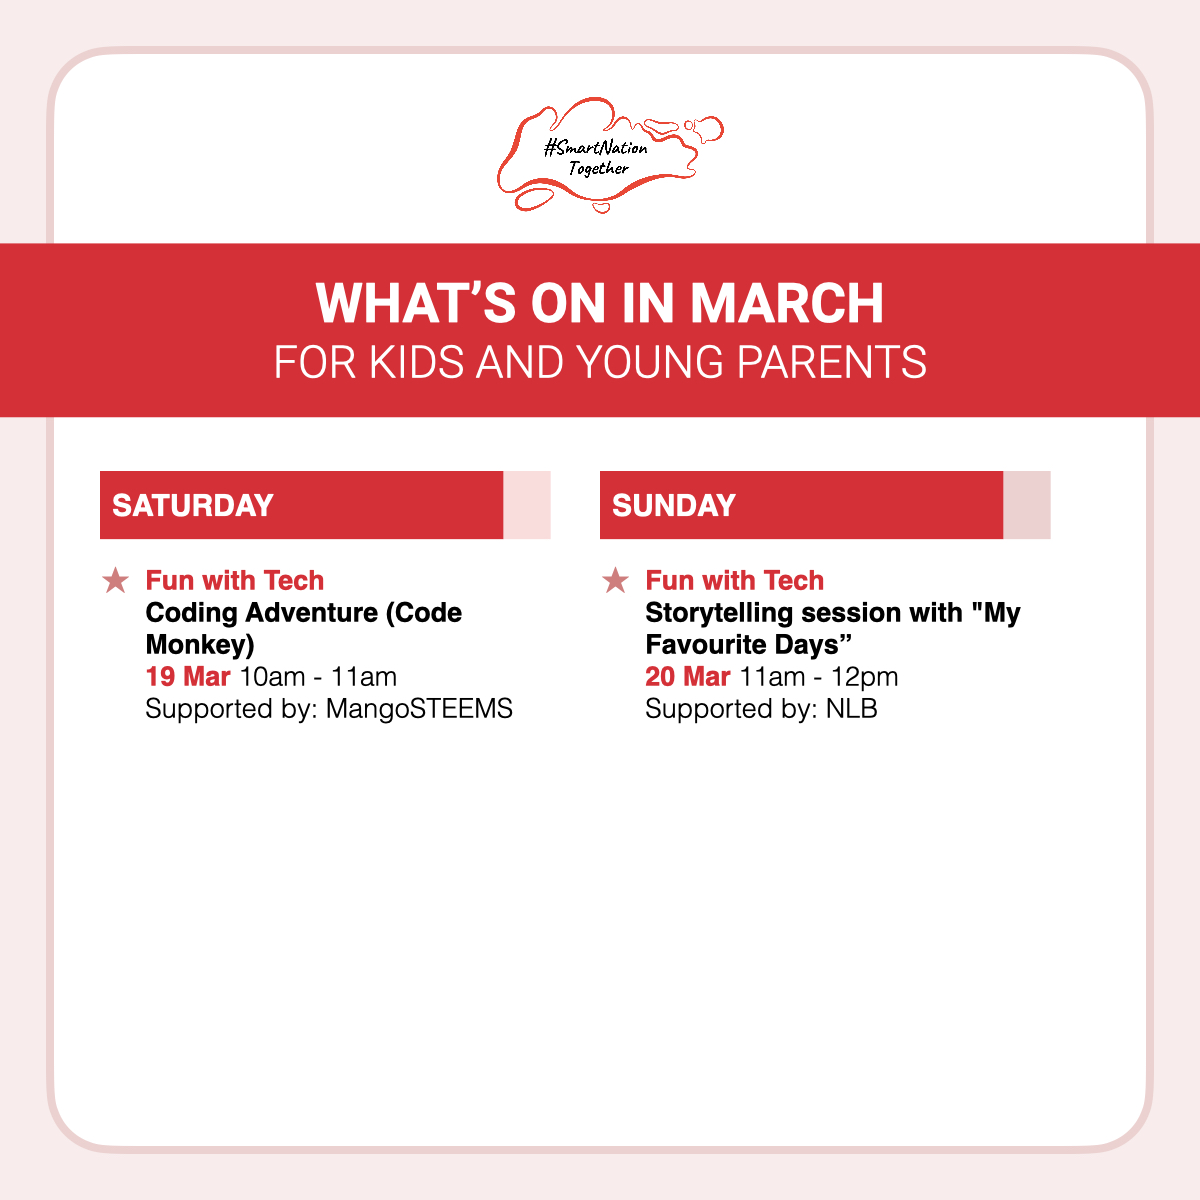 #SmartNation
Together
WHAT’S ON IN MARCH
FOR KIDS AND YOUNG PARENTS
SATURDAY
Fun with Tech
Coding Adventure (Code
Monkey)
19 Mar 10am - 11am
Supported by: MangoSTEEMS
SUNDAY
Fun with Tech
Storytelling session with "My
Favourite Days”
20 Mar 11am - 12pm
Supported by: NLB